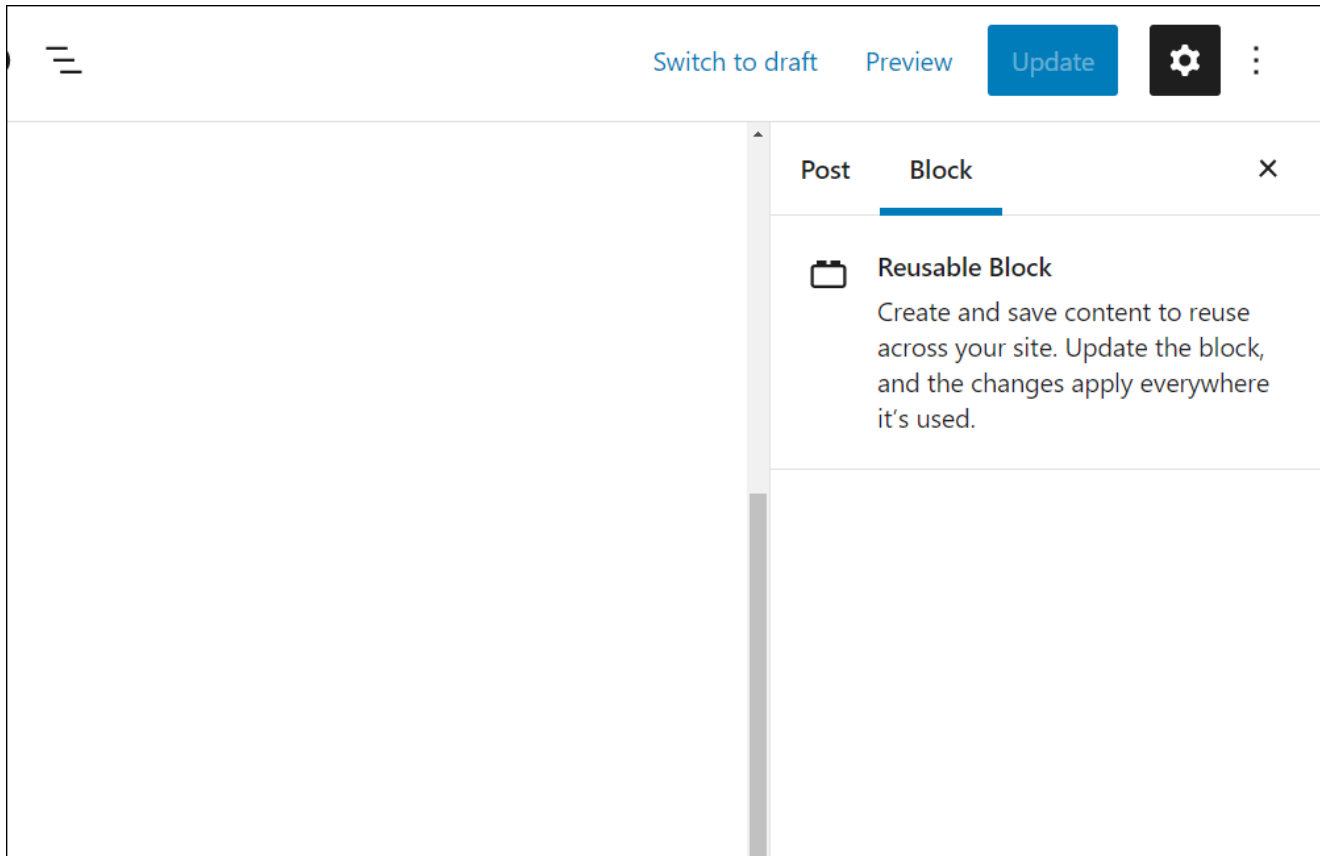 Switch to draft Preview Update
Post Block
Reusable Block
Create and save content to reuse
across your site. Update the block,
and the changes apply everywhere
it's used.